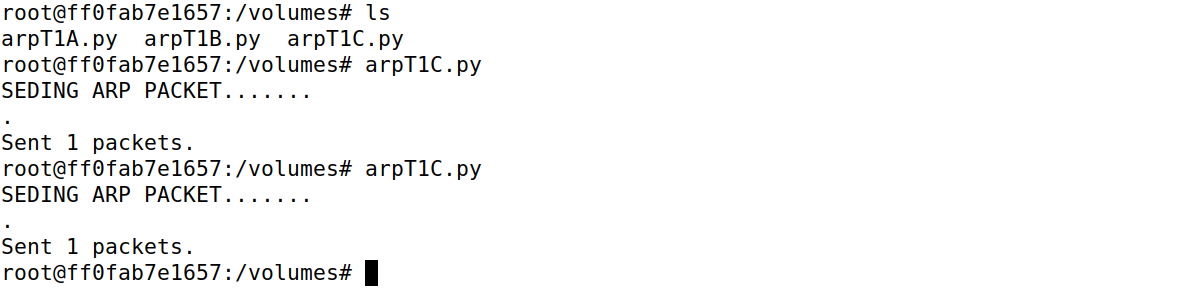 root@ff0fab7e1657:/volumes# ls
arpT1A.py  arpT1B.py  arpT1C.py
root@ff0fab7e1657:/volumes# arpT1C.py
SEDING ARP PACKET.......
.
Sent 1 packets.
root@ff0fab7e1657:/volumes# arpT1C.py
SEDING ARP PACKET.......
.
Sent 1 packets.
root@ff0fab7e1657:/volumes#